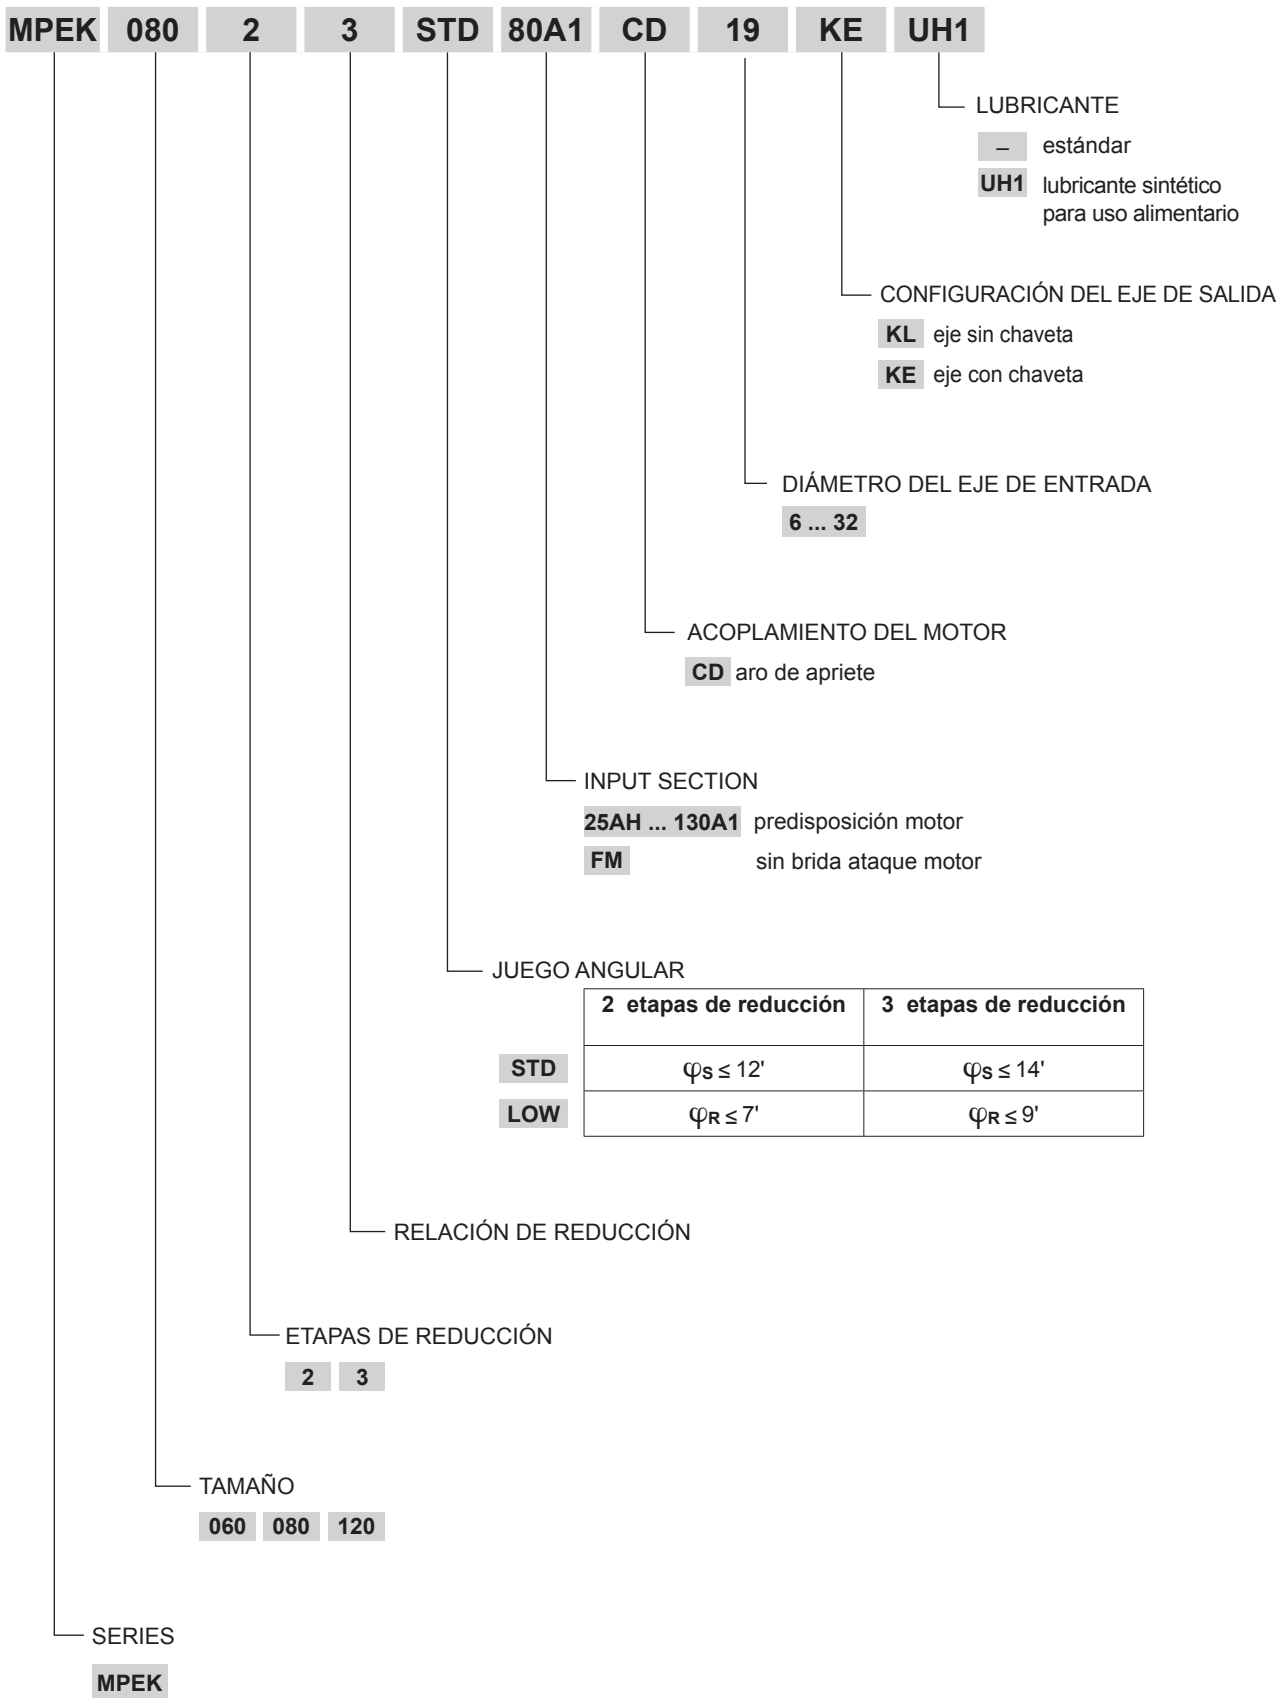 MPEK 080 2 3 STD 80A1 CD 19 KE UH1
LUBRICANTE
– estándar
UH1 lubricante sintético
para uso alimentario
CONFIGURACIÓN DEL EJE DE SALIDA
KL eje sin chaveta
KE eje con chaveta
DIÁMETRO DEL EJE DE ENTRADA
6 ... 32
ACOPLAMIENTO DEL MOTOR
CD aro de apriete
INPUT SECTION
25AH ... 130A1 predisposición motor
FM sin brida ataque motor
JUEGO ANGULAR
2 etapas de reducción 3 etapas de reducción
STD φS ≤ 12' φS ≤ 14'
LOW φR ≤ 7' φR ≤ 9'
RELACIÓN DE REDUCCIÓN
ETAPAS DE REDUCCIÓN
2 3
TAMAÑO
060 080 120
SERIES
MPEK